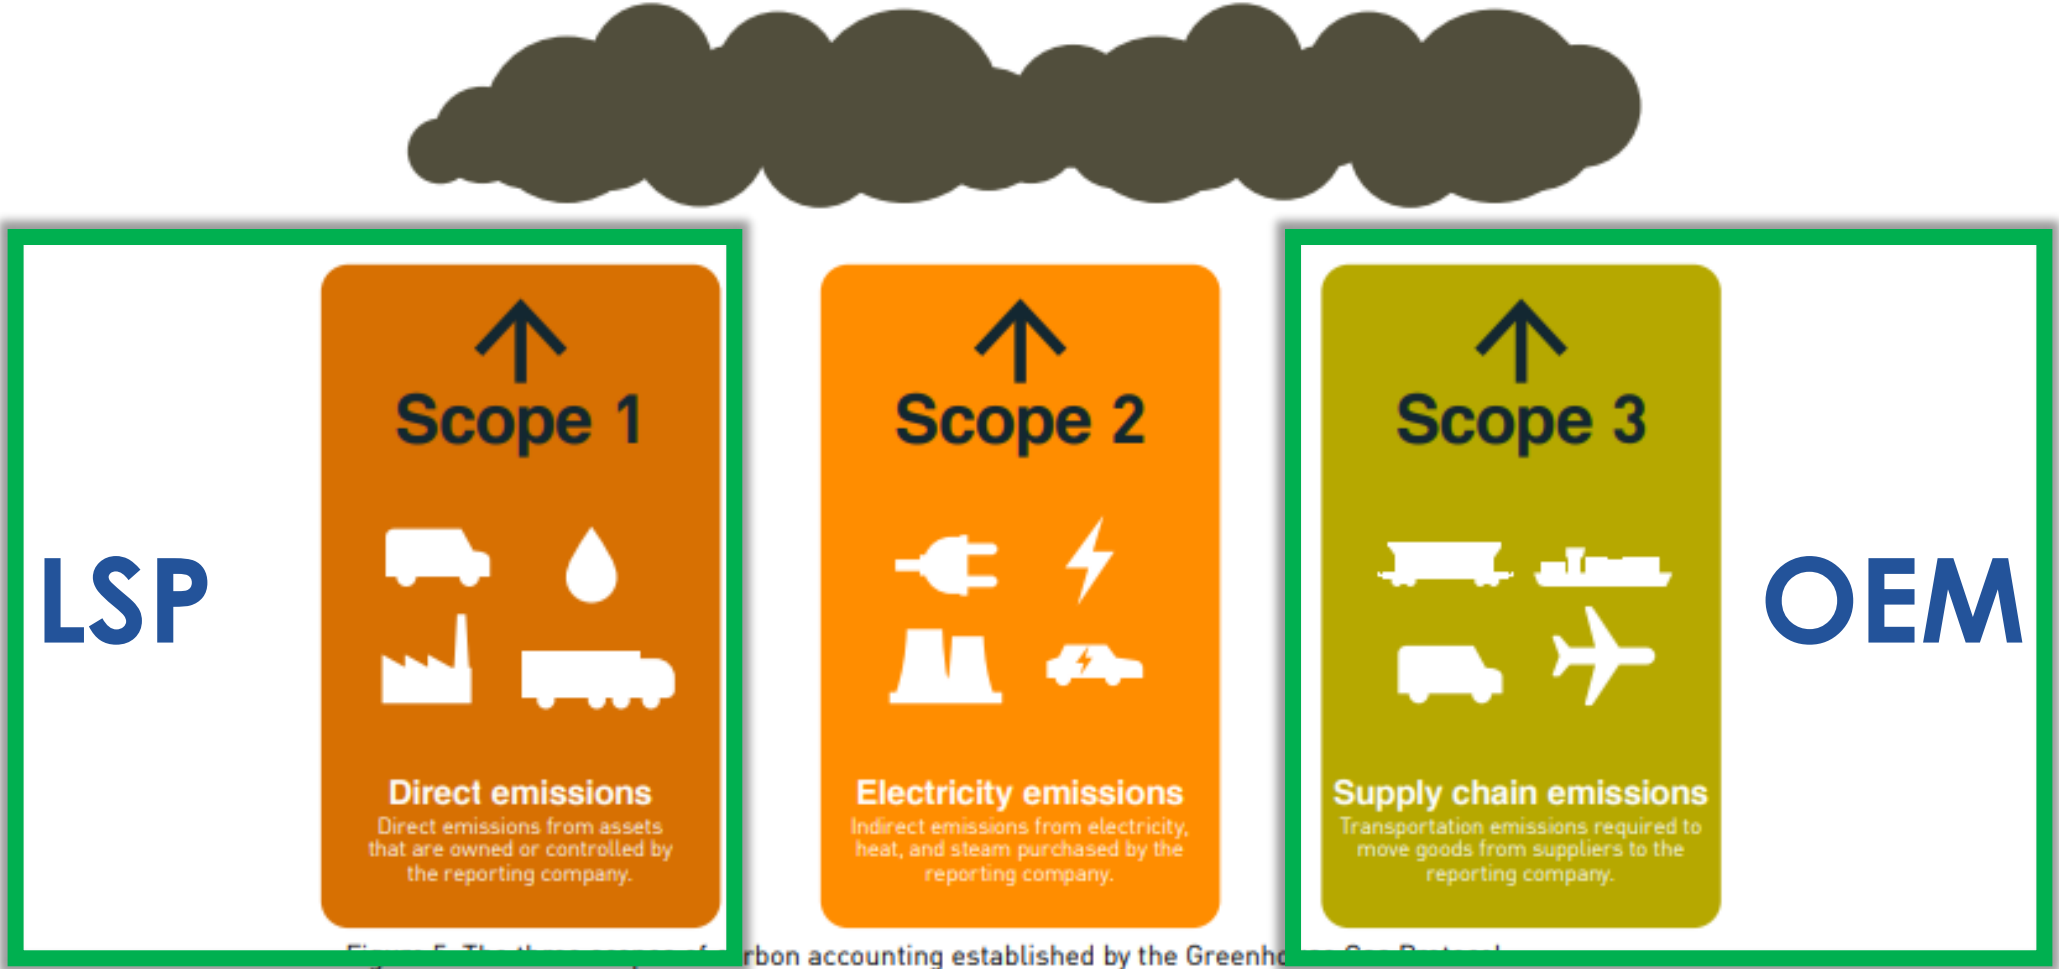 Scope 1
Scope 2
Scope 3
LSP
OEM
Direct emissions
Direct emissions from assets
that are owned or controlled by
the reporting company.
Electricity emissions
Indirect emissions from electricity,
heat, and steam purchased by the
reporting company.
Supply chain emissions
Transportation emissions required to
move goods from suppliers to the
reporting company.
accounting established by the